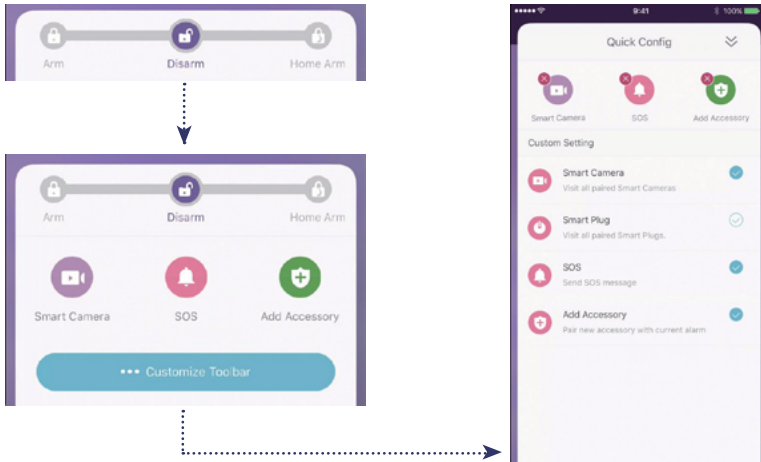 Arm Disarm Home Arm
Arm Disarm Home Arm
Smart Camera SOS Add Accessory
••• Customize Toolbar
9:41 100%
Quick Config
Smart Camera SOS Add Accessory
Custom Setting
Smart Camera
Visit all paired Smart Cameras
Smart Plug
Visit all paired Smart Plugs.
SOS
Send SOS message
Add Accessory
Pair new accessory with current alarm